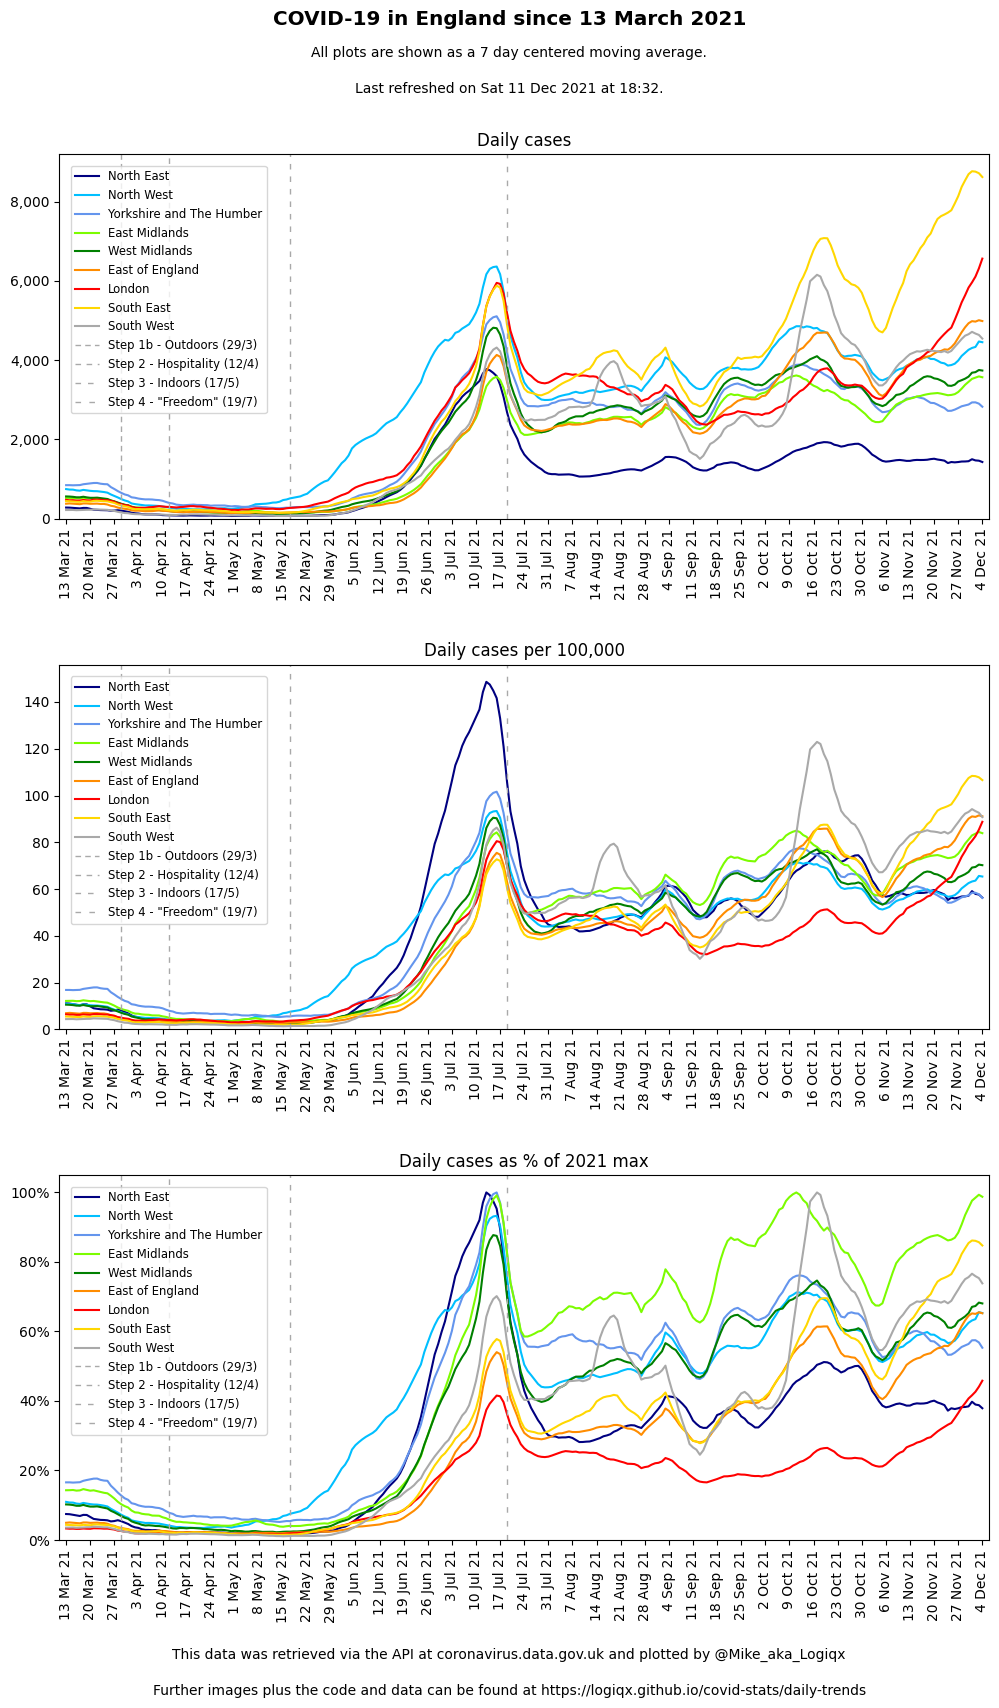 COVID-19 in England since 13 March 2021
All plots are shown as a 7 day centered moving average.
Last refreshed on Sat 11 Dec 2021 at 18:32.
Daily cases
North East
North West
Yorkshire and The Humber
East Midlands
West Midlands
East of England
London
South East
South West
Step 1b - Outdoors (29/3)
Step 2 - Hospitality (12/4)
Step 3 - Indoors (17/5)
Step 4 - "Freedom" (19/7)
8,000
6,000
4,000
2,000
0
13 Mar 21
20 Mar 21
27 Mar 21
3 Apr 21
10 Apr 21
17 Apr 21
24 Apr 21
1 May 21
8 May 21
15 May 21
22 May 21
29 May 21
5 Jun 21
12 Jun 21
19 Jun 21
26 Jun 21
3 Jul 21
10 Jul 21
17 Jul 21
24 Jul 21
31 Jul 21
7 Aug 21
14 Aug 21
21 Aug 21
28 Aug 21
4 Sep 21
11 Sep 21
18 Sep 21
25 Sep 21
2 Oct 21
9 Oct 21
16 Oct 21
23 Oct 21
30 Oct 21
6 Nov 21
13 Nov 21
20 Nov 21
27 Nov 21
4 Dec 21
Daily cases per 100,000
North East
North West
Yorkshire and The Humber
East Midlands
West Midlands
East of England
London
South East
South West
Step 1b - Outdoors (29/3)
Step 2 - Hospitality (12/4)
Step 3 - Indoors (17/5)
Step 4 - "Freedom" (19/7)
140
120
100
80
60
40
20
0
13 Mar 21
20 Mar 21
27 Mar 21
3 Apr 21
10 Apr 21
17 Apr 21
24 Apr 21
1 May 21
8 May 21
15 May 21
22 May 21
29 May 21
5 Jun 21
12 Jun 21
19 Jun 21
26 Jun 21
3 Jul 21
10 Jul 21
17 Jul 21
24 Jul 21
31 Jul 21
7 Aug 21
14 Aug 21
21 Aug 21
28 Aug 21
4 Sep 21
11 Sep 21
18 Sep 21
25 Sep 21
2 Oct 21
9 Oct 21
16 Oct 21
23 Oct 21
30 Oct 21
6 Nov 21
13 Nov 21
20 Nov 21
27 Nov 21
4 Dec 21
Daily cases as % of 2021 max
North East
North West
Yorkshire and The Humber
East Midlands
West Midlands
East of England
London
South East
South West
Step 1b - Outdoors (29/3)
Step 2 - Hospitality (12/4)
Step 3 - Indoors (17/5)
Step 4 - "Freedom" (19/7)
100%
80%
60%
40%
20%
0%
13 Mar 21
20 Mar 21
27 Mar 21
3 Apr 21
10 Apr 21
17 Apr 21
24 Apr 21
1 May 21
8 May 21
15 May 21
22 May 21
29 May 21
5 Jun 21
12 Jun 21
19 Jun 21
26 Jun 21
3 Jul 21
10 Jul 21
17 Jul 21
24 Jul 21
31 Jul 21
7 Aug 21
14 Aug 21
21 Aug 21
28 Aug 21
4 Sep 21
11 Sep 21
18 Sep 21
25 Sep 21
2 Oct 21
9 Oct 21
16 Oct 21
23 Oct 21
30 Oct 21
6 Nov 21
13 Nov 21
20 Nov 21
27 Nov 21
4 Dec 21
This data was retrieved via the API at coronavirus.data.gov.uk and plotted by @Mike_aka_Logiqx
Further images plus the code and data can be found at https://logiqx.github.io/covid-stats/daily-trends